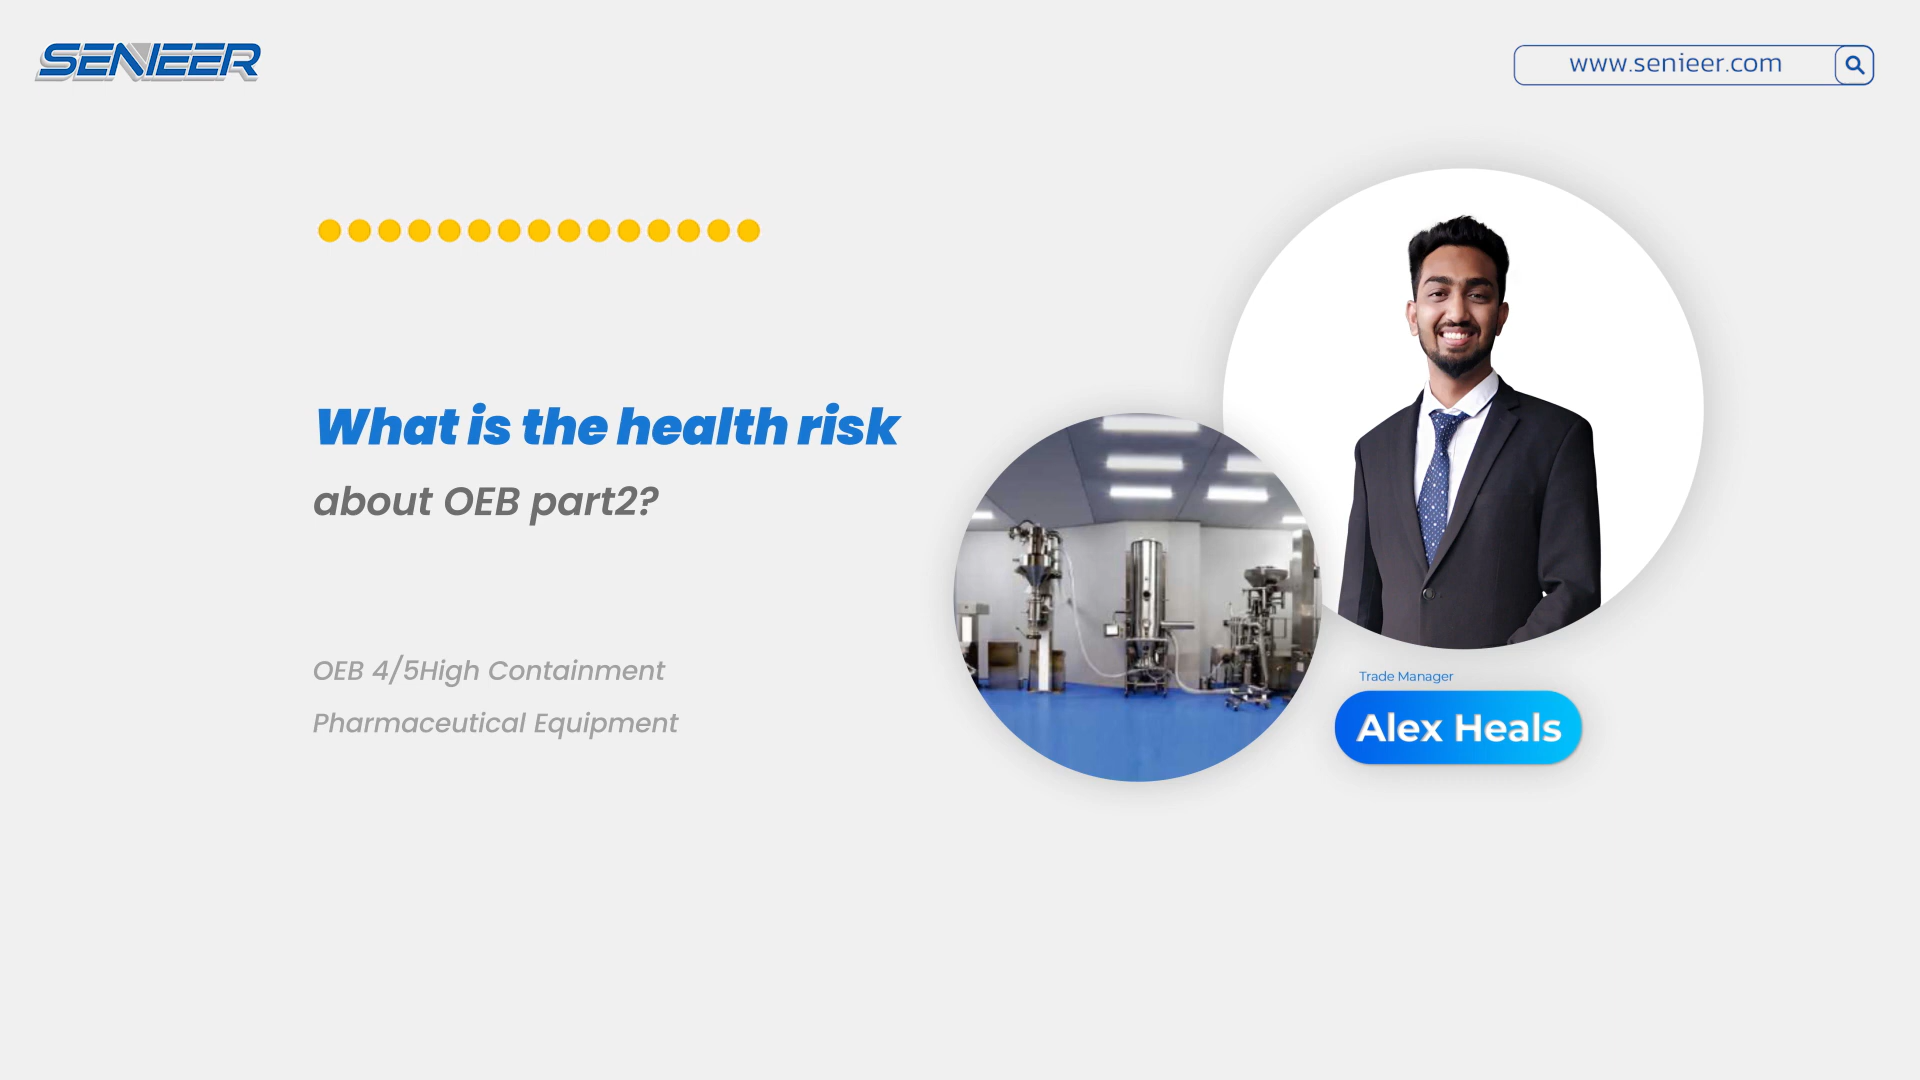 SENIEER
www.senieer.com
What is the health risk
about OEB part2?
OEB 4/5High Containment
Pharmaceutical Equipment
Trade Manager
Alex Heals